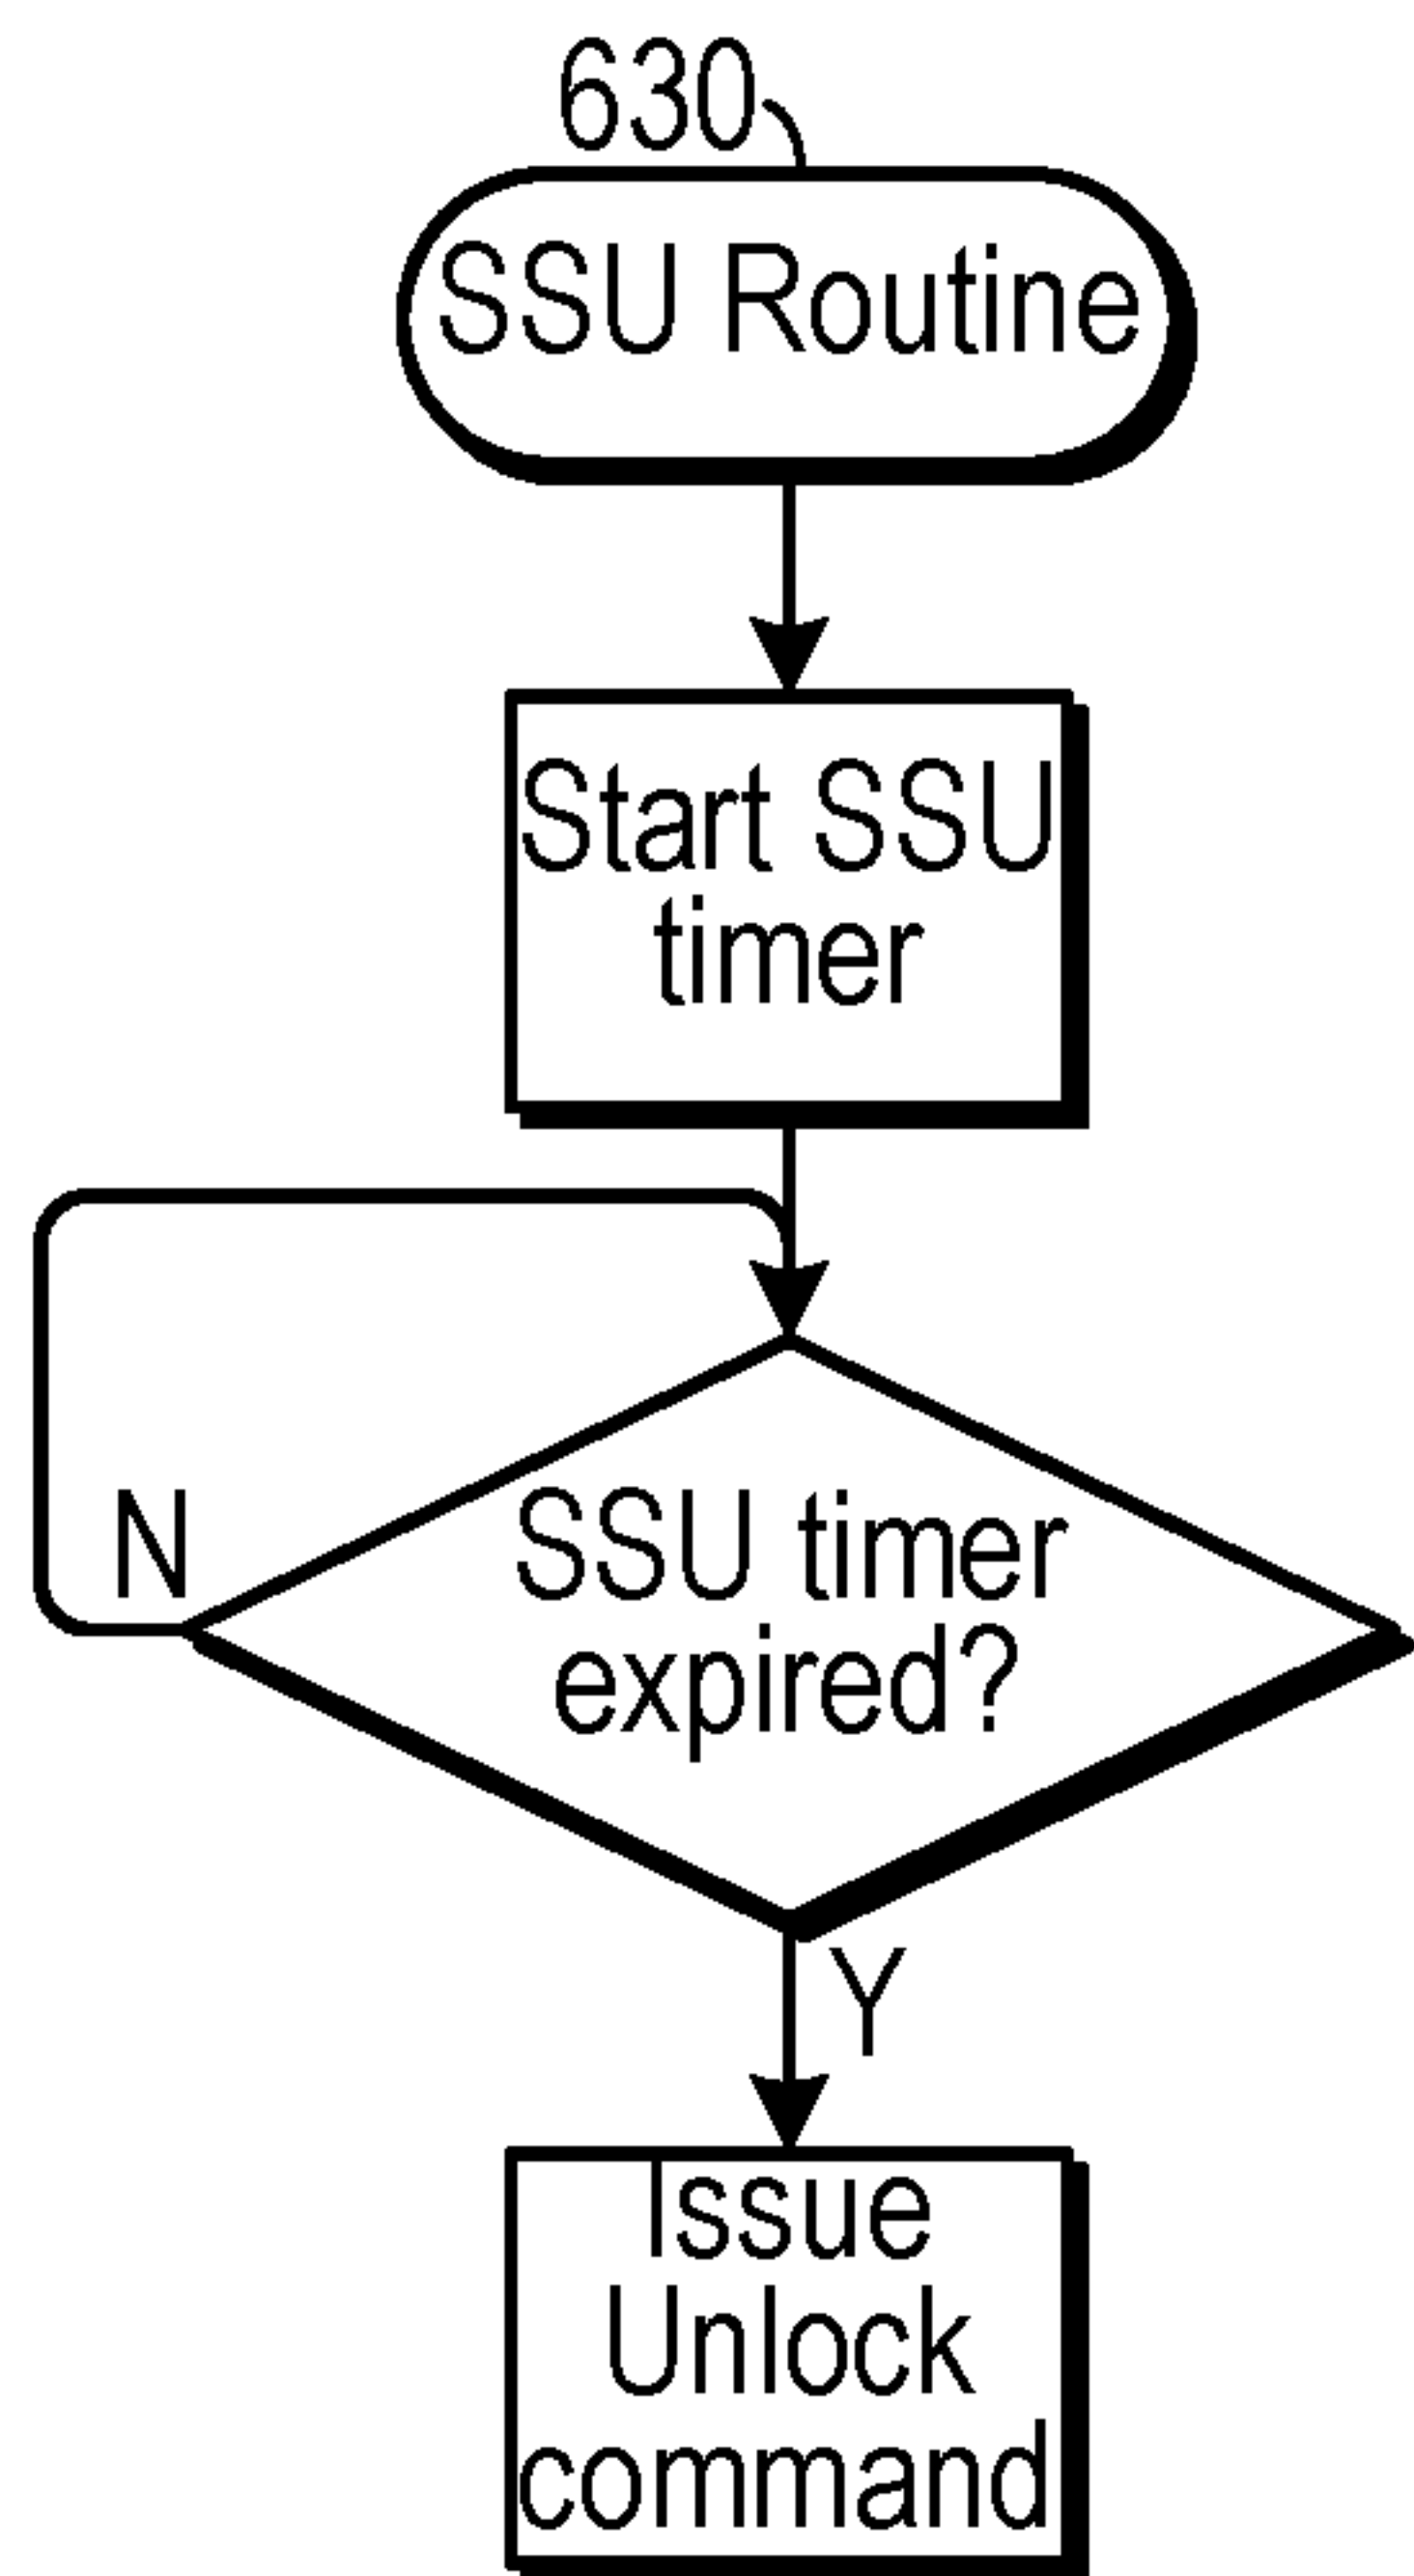 630
SSU Routine
Start SSU
timer
N
SSU timer
expired?
Y
Issue
Unlock
command